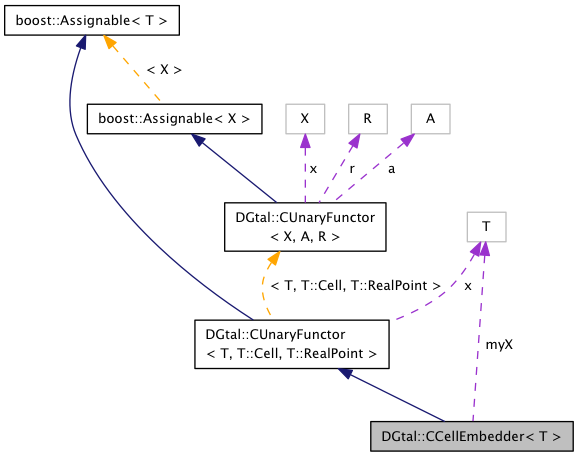 boost::Assignable< T >
< X >
boost::Assignable< X >
X
R
A
x
r
a
DGtal::CUnaryFunctor
< X, A, R >
T
< T, T::Cell, T::RealPoint >
x
DGtal::CUnaryFunctor
< T, T::Cell, T::RealPoint >
myX
DGtal::CCellEmbedder< T >